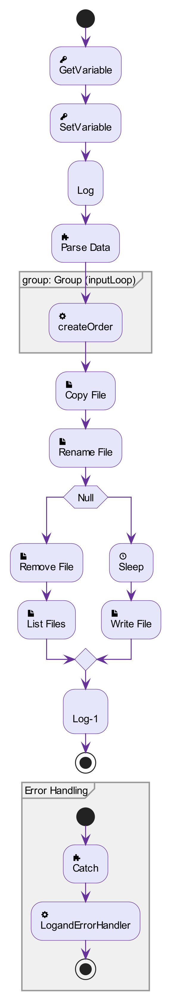 GetVariable
SetVariable
Log
Parse Data
group: Group (inputLoop)
createOrder
Copy File
Rename File
Null
Remove File
Sleep
List Files
Write File
Log-1
Error Handling
Catch
LogandErrorHandler